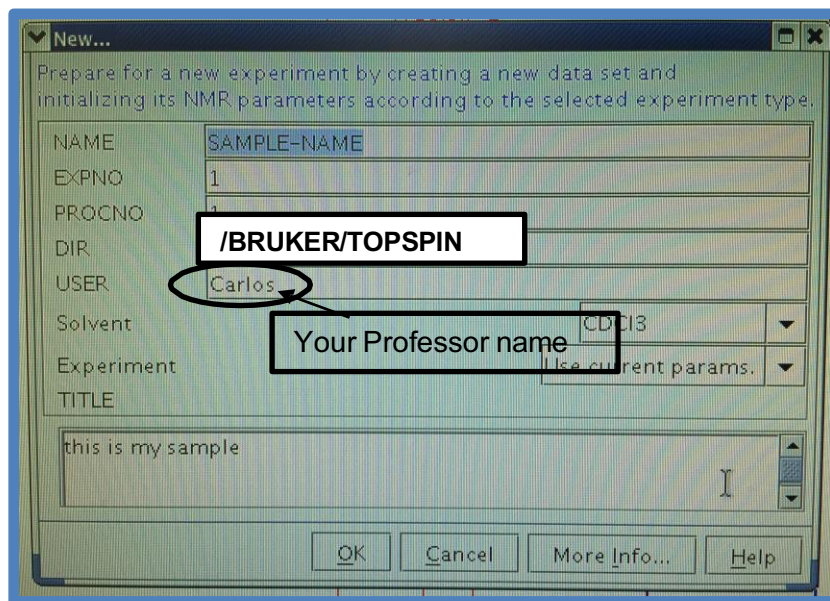 New...
Prepare for a new experiment by creating a new data set and
initializing its NMR parameters according to the selected experiment type.
NAME SAMPLE-NAME
EXPNO 1
PROCNO 1
DIR /BRUKER/TOPSPIN
USER Carlos
Solvent CDCl3
Your Professor name
Experiment Use current params.
TITLE
this is my sample
OK Cancel More Info... Help